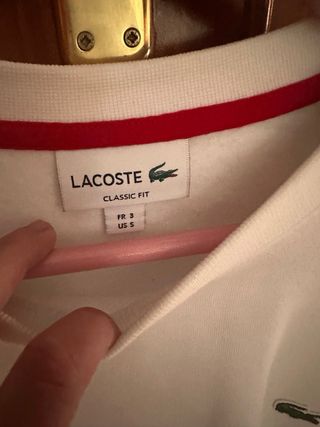 LACOSTE
CLASSIC FIT
FR 3
US S